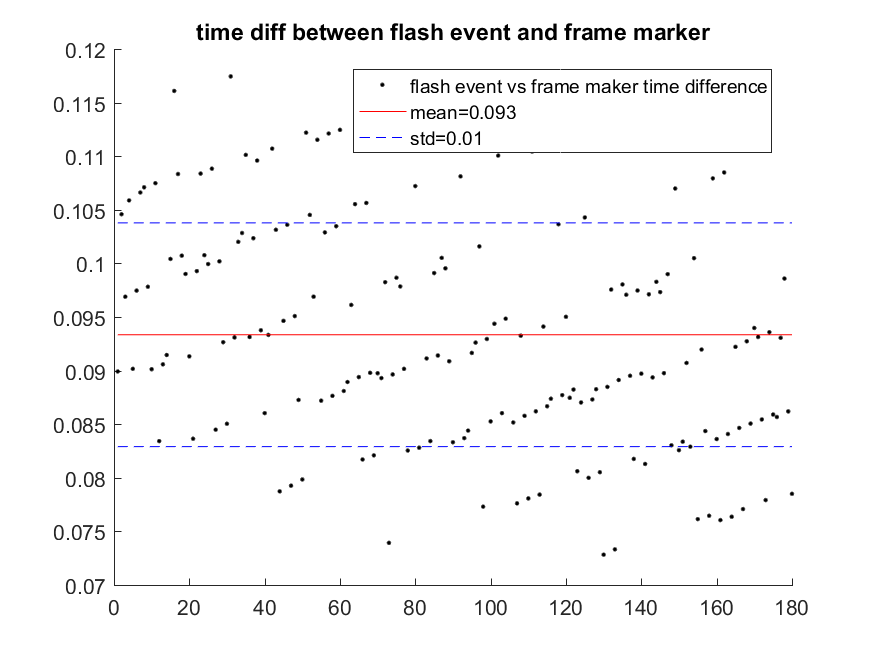 time diff between flash event and frame marker
0.12
0.115
0.11
0.105
0.1
0.095
0.09
0.085
0.08
0.075
0.07
flash event vs frame maker time difference
mean=0.093
std=0.01
0 20 40 60 80 100 120 140 160 180